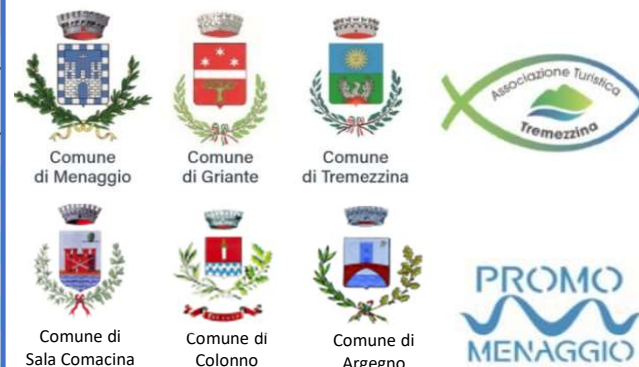 Comune
di Menaggio
Comune
di Griante
Comune
di Tremezzina
Associazione Turistica
Tremezzina
Comune di
Sala Comacina
Comune di
Colonno
Comune di
Argegno
PROMO
MENAGGIO